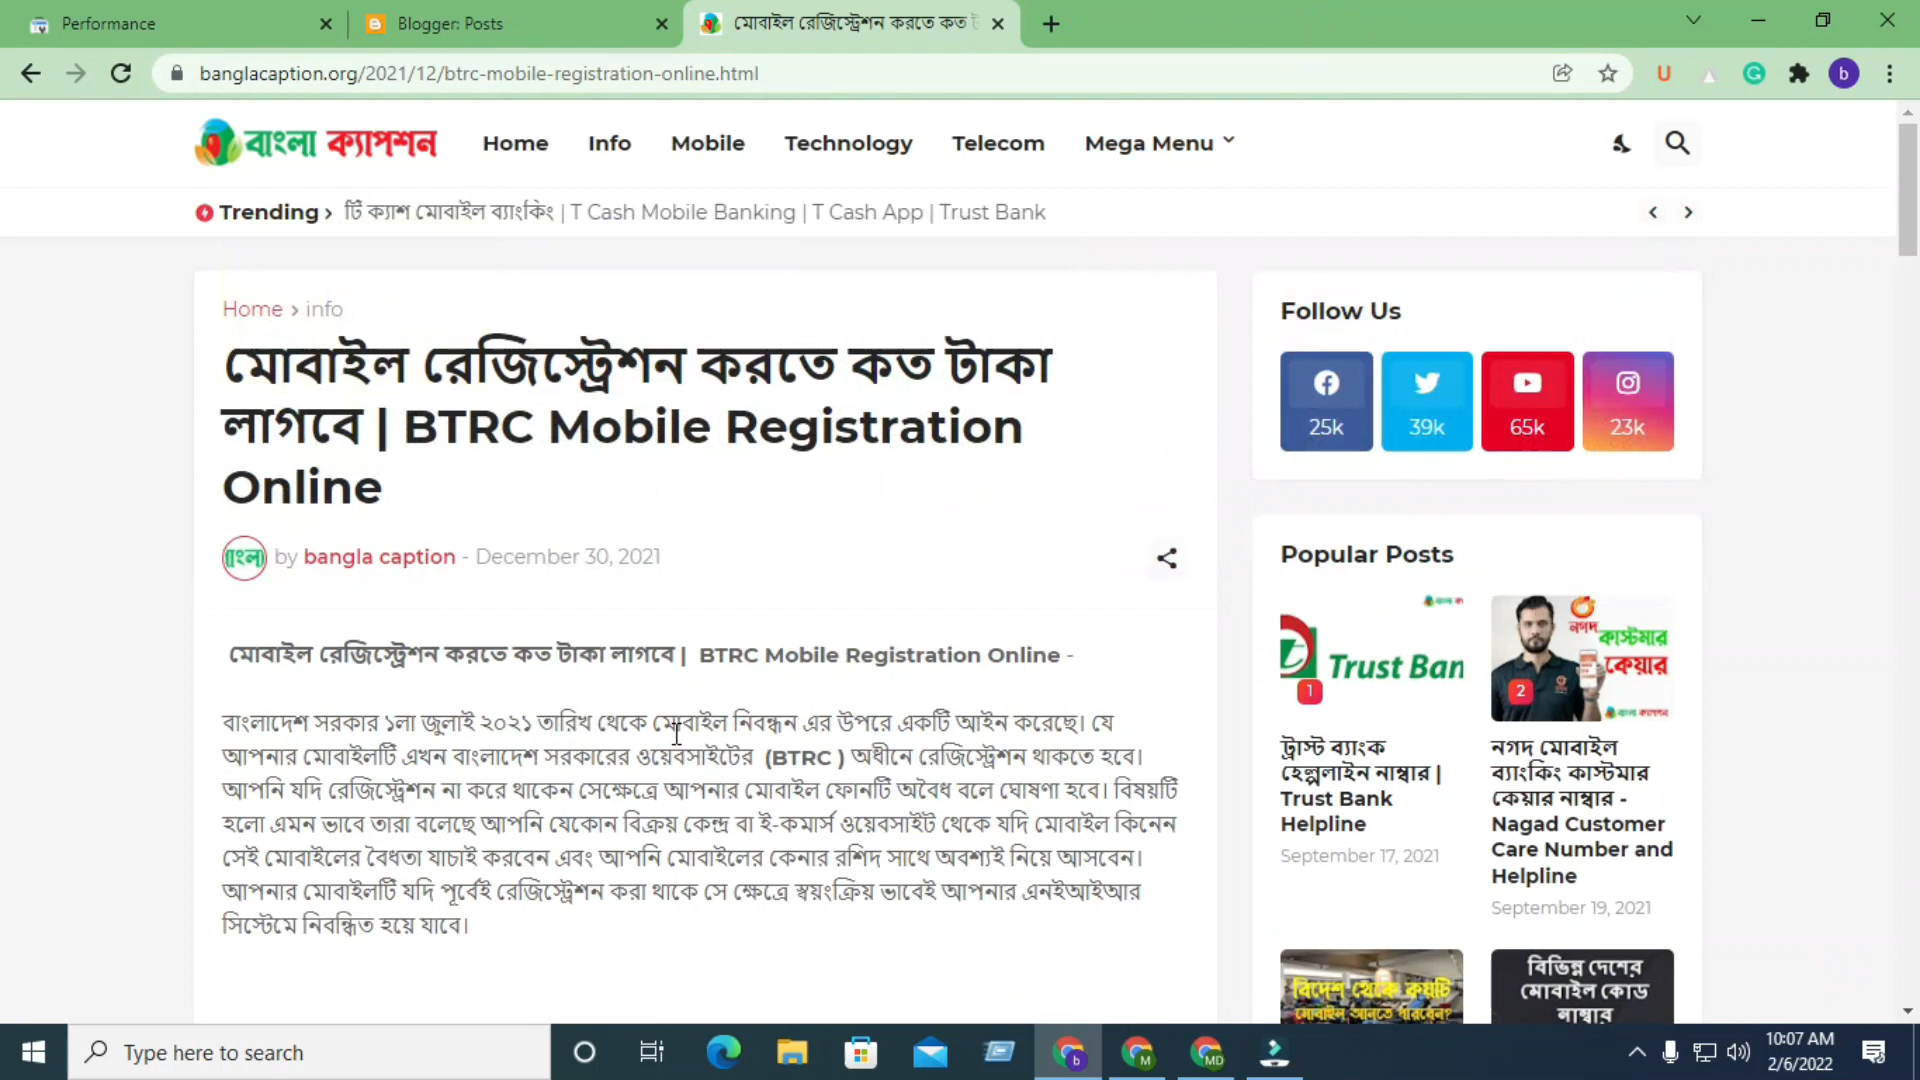 Performance
Blogger: Posts
মোবাইল রেজিস্ট্রেশন করতে কত ট
banglacaption.org/2021/12/btrc-mobile-registration-online.html
বাংলা ক্যাপশন
Home Info Mobile Technology Telecom Mega Menu
Trending › টি ক্যাশ মোবাইল ব্যাংকিং | T Cash Mobile Banking | T Cash App | Trust Bank
Home › info
মোবাইল রেজিস্ট্রেশন করতে কত টাকা
লাগবে | BTRC Mobile Registration
Online
by bangla caption - December 30, 2021
মোবাইল রেজিস্ট্রেশন করতে কত টাকা লাগবে | BTRC Mobile Registration Online -
বাংলাদেশ সরকার ১লা জুলাই ২০২১ তারিখ থেকে মোবাইল নিবন্ধন এর উপরে একটি আইন করেছে। যে
আপনার মোবাইলটি এখন বাংলাদেশ সরকারের ওয়েবসাইটের (BTRC ) অধীনে রেজিস্ট্রেশন থাকতে হবে।
আপনি যদি রেজিস্ট্রেশন না করে থাকেন সেক্ষেত্রে আপনার মোবাইল ফোনটি অবৈধ বলে ঘোষণা হবে। বিষয়টি
হলো এমন ভাবে তারা বলেছে আপনি যেকোন বিক্রয় কেন্দ্র বা ই-কমার্স ওয়েবসাইট থেকে যদি মোবাইল কিনেন
সেই মোবাইলের বৈধতা যাচাই করবেন এবং আপনি মোবাইলের কেনার রশিদ সাথে অবশ্যই নিয়ে আসবেন।
আপনার মোবাইলটি যদি পূর্বেই রেজিস্ট্রেশন করা থাকে সে ক্ষেত্রে স্বয়ংক্রিয় ভাবেই আপনার এনইআইআর
সিস্টেমে নিবন্ধিত হয়ে যাবে।
Follow Us
25k 39k 65k 23k
Popular Posts
Trust Ban
1
ট্রাস্ট ব্যাংক
হেল্পলাইন নাম্বার |
Trust Bank
Helpline
September 17, 2021
নগদ
কাস্টমার
কেয়ার
2
নগদ মোবাইল
ব্যাংকিং কাস্টমার
কেয়ার নাম্বার -
Nagad Customer
Care Number and
Helpline
September 19, 2021
বিদেশ থেকে কয়টি
মোবাইল আনতে পারবেন?
বিভিন্ন দেশের
মোবাইল কোড
নাম্বার
Type here to search
10:07 AM
2/6/2022